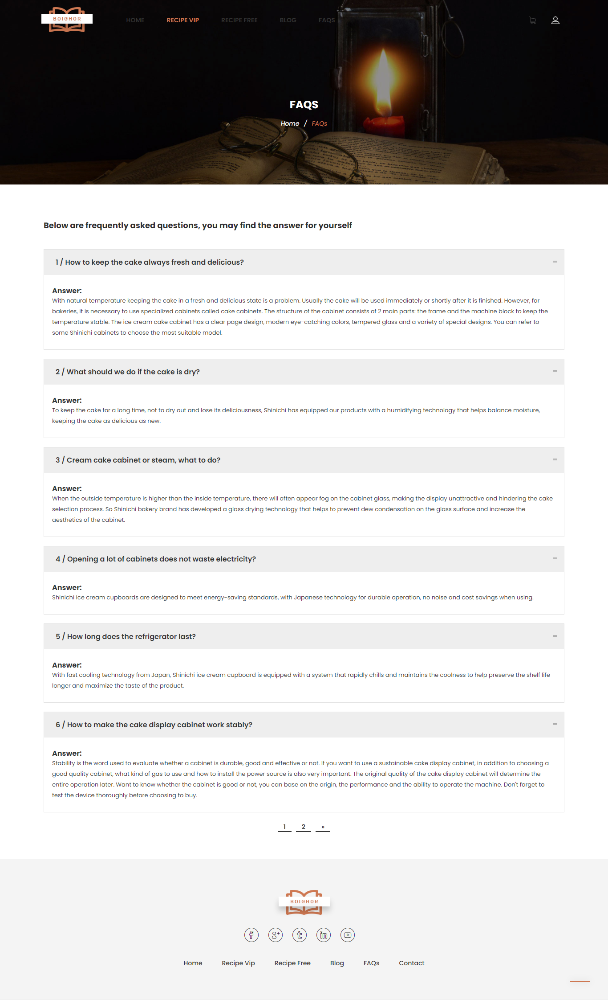 BOIGHOR
HOME RECIPE VIP RECIPE FREE BLOG FAQS
FAQS
Home / FAQs
Below are frequently asked questions, you may find the answer for yourself
1 / How to keep the cake always fresh and delicious?
Answer:
With natural temperature keeping the cake in a fresh and delicious state is a problem. Usually the cake will be used immediately or shortly after it is finished. However, for
bakeries, it is necessary to use specialized cabinets called cake cabinets. The structure of the cabinet consists of 2 main parts: the frame and the machine block to keep the
temperature stable. The ice cream cake cabinet has a clear page design, modern eye-catching colors, tempered glass and a variety of special designs. You can refer to
some Shinichi cabinets to choose the most suitable model.
2 / What should we do if the cake is dry?
Answer:
To keep the cake for a long time, not to dry out and lose its deliciousness, Shinichi has equipped our products with a humidifying technology that helps balance moisture,
keeping the cake as delicious as new.
3 / Cream cake cabinet or steam, what to do?
Answer:
When the outside temperature is higher than the inside temperature, there will often appear fog on the cabinet glass, making the display unattractive and hindering the cake
selection process. So Shinichi bakery brand has developed a glass drying technology that helps to prevent dew condensation on the glass surface and increase the
aesthetics of the cabinet.
4 / Opening a lot of cabinets does not waste electricity?
Answer:
Shinichi ice cream cupboards are designed to meet energy-saving standards, with Japanese technology for durable operation, no noise and cost savings when using.
5 / How long does the refrigerator last?
Answer:
With fast cooling technology from Japan, Shinichi ice cream cupboard is equipped with a system that rapidly chills and maintains the coolness to help preserve the shelf life
longer and maximize the taste of the product.
6 / How to make the cake display cabinet work stably?
Answer:
Stability is the word used to evaluate whether a cabinet is durable, good and effective or not. If you want to use a sustainable cake display cabinet, in addition to choosing a
good quality cabinet, what kind of gas to use and how to install the power source is also very important. The original quality of the cake display cabinet will determine the
entire operation later. Want to know whether the cabinet is good or not, you can base on the origin, the performance and the ability to operate the machine. Don't forget to
test the device thoroughly before choosing to buy.
1 2 »
BOIGHOR
Home Recipe Vip Recipe Free Blog FAQs Contact